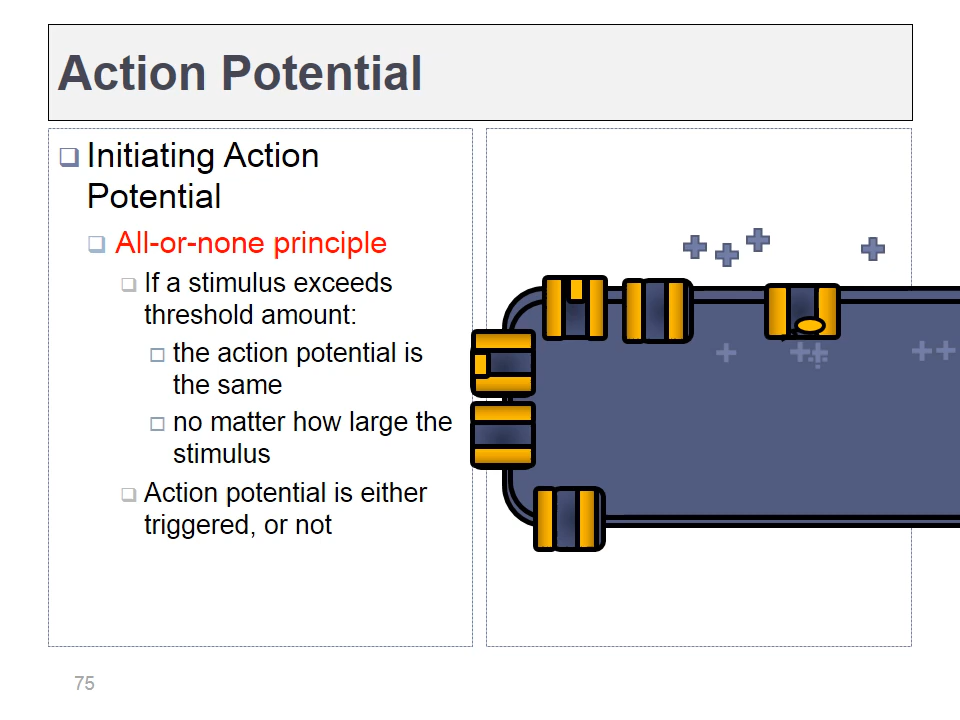 Action Potential
Initiating Action
Potential
All-or-none principle
If a stimulus exceeds
threshold amount:
the action potential is
the same
no matter how large the
stimulus
Action potential is either
triggered, or not
75